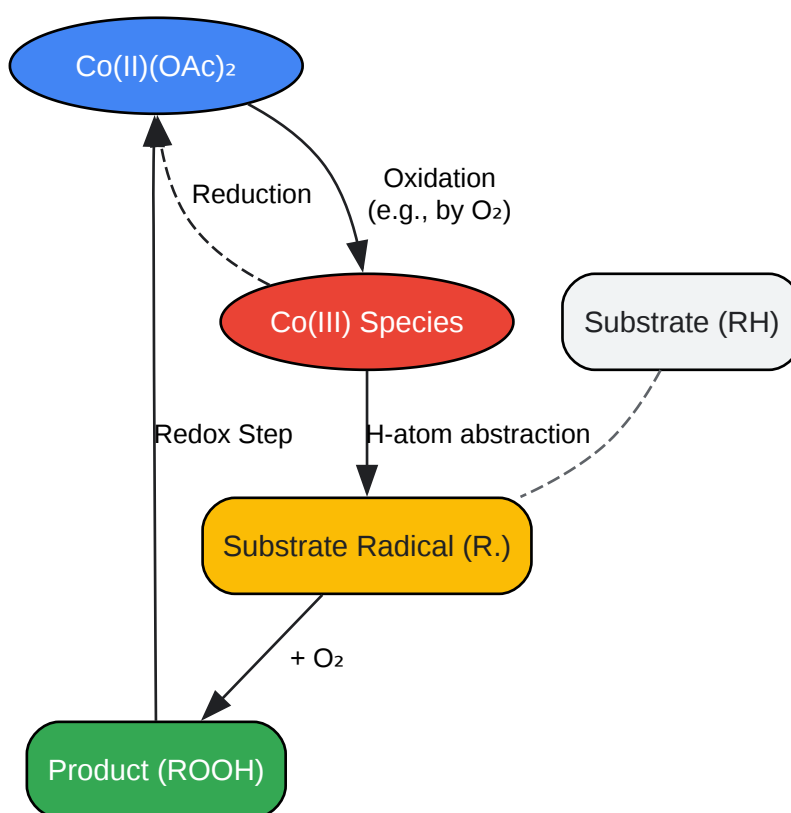 Co(II)(OAc)₂
Reduction
Oxidation
(e.g., by O₂)
Co(III) Species
Substrate (RH)
Redox Step
H-atom abstraction
Substrate Radical (R.)
+ O₂
Product (ROOH)